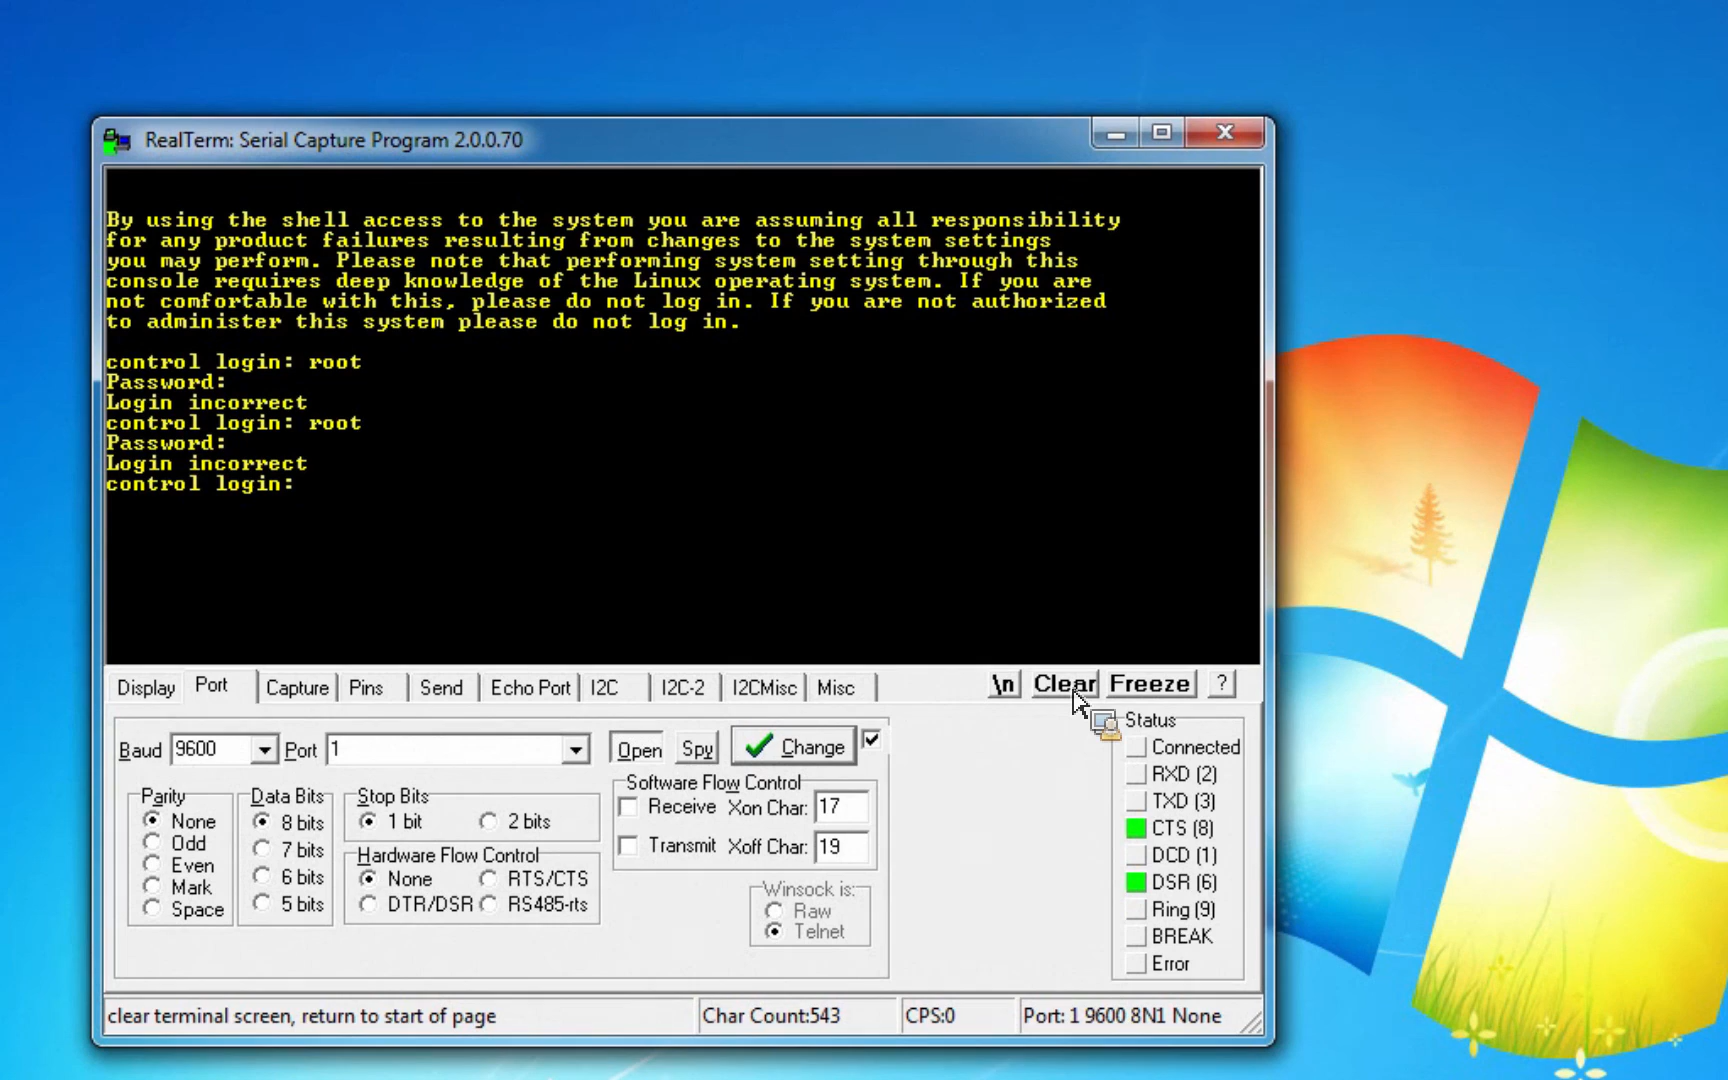 RealTerm: Serial Capture Program 2.0.0.70
By using the shell access to the system you are assuming all responsibility
for any product failures resulting from changes to the system settings
you may perform. Please note that performing system setting through this
console requires deep knowledge of the Linux operating system. If you are
not comfortable with this, please do not log in. If you are not authorized
to administer this system please do not log in.
control login: root
Password:
Login incorrect
control login: root
Password:
Login incorrect
control login:
Display Port Capture Pins Send Echo Port I2C I2C-2 I2CMisc Misc \n Clear Freeze ?
Baud 9600 Port 1 Open Spy Change
Parity
None
Odd
Even
Mark
Space
Data Bits
8 bits
7 bits
6 bits
5 bits
Stop Bits
1 bit 2 bits
Hardware Flow Control
None RTS/CTS
DTR/DSR RS485-rts
Software Flow Control
Receive Xon Char: 17
Transmit Xoff Char: 19
Winsock is:
Raw
Telnet
Status
Connected
RXD (2)
TXD (3)
CTS (8)
DCD (1)
DSR (6)
Ring (9)
BREAK
Error
clear terminal screen, return to start of page Char Count:543 CPS:0 Port: 1 9600 8N1 None